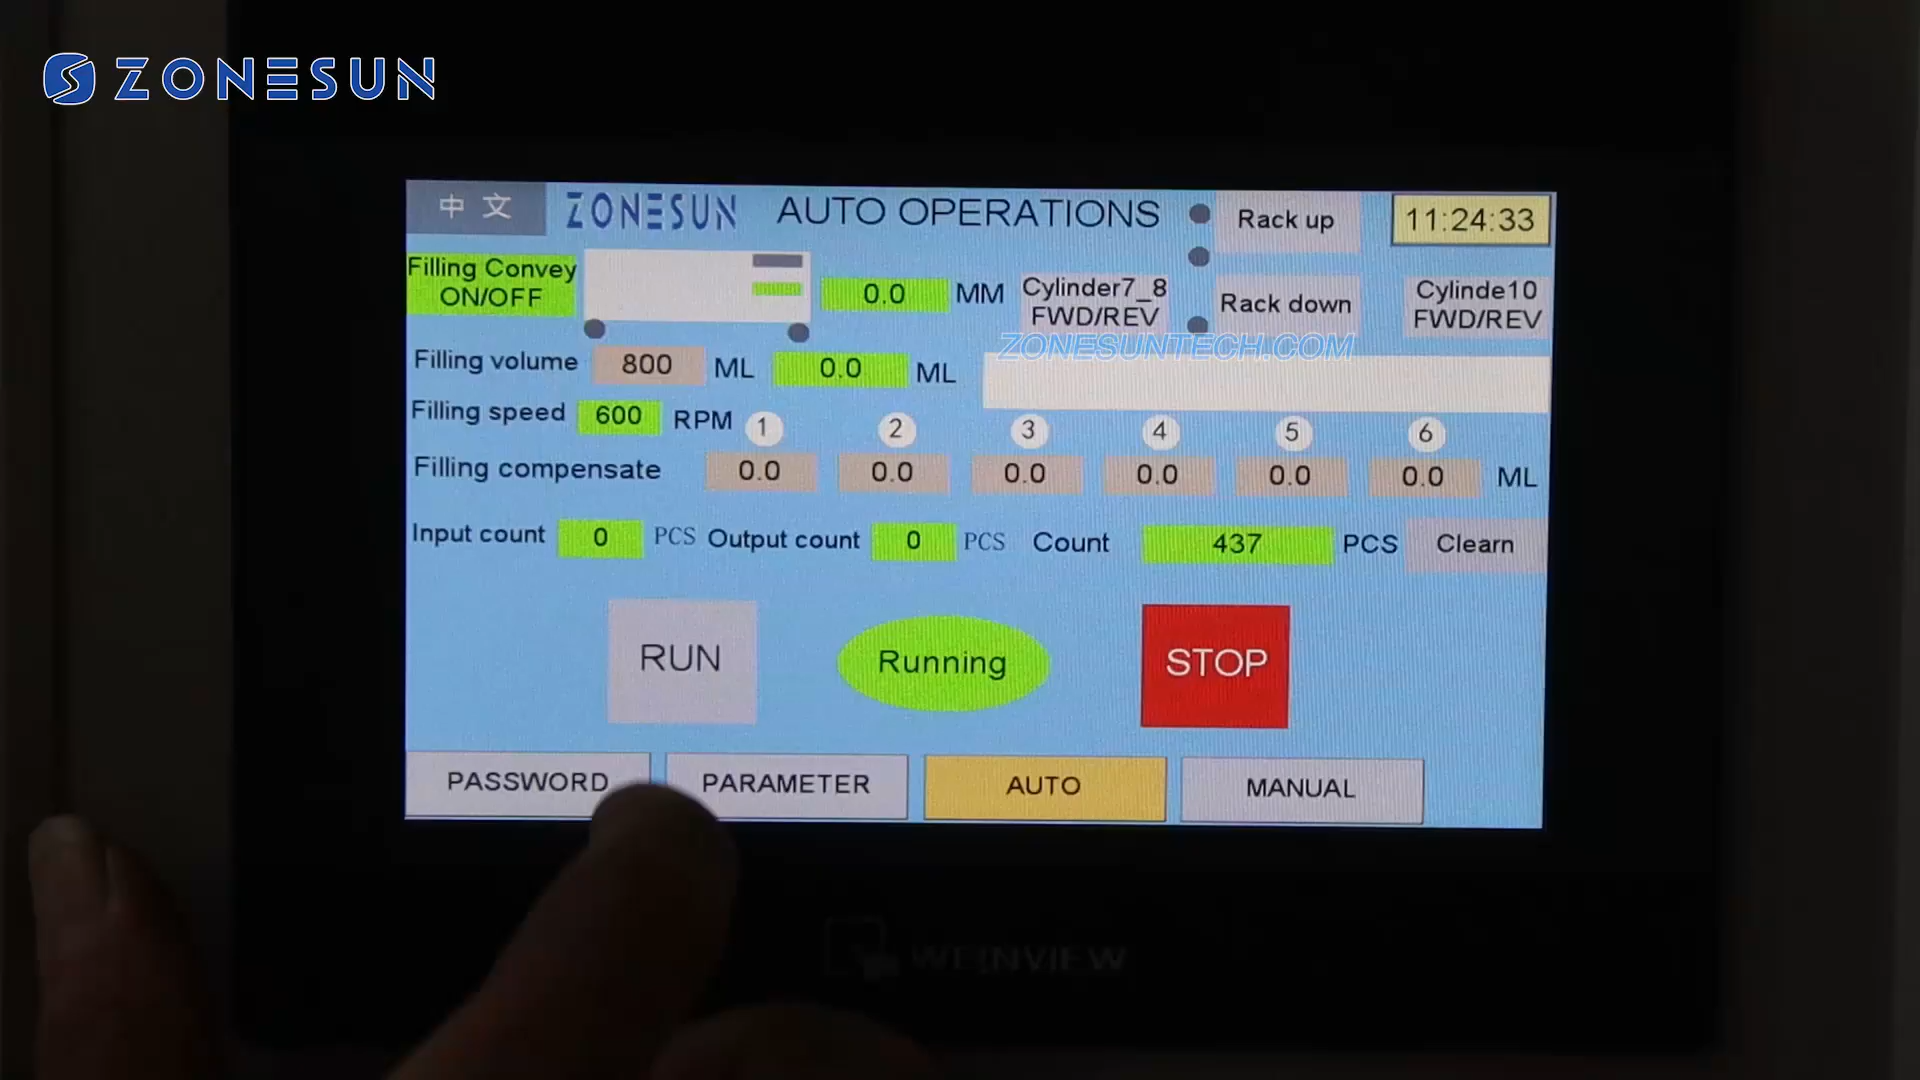 ZONESUN
中文 ZONESUN AUTO OPERATIONS Rack up 11:24:33
Filling Convey
ON/OFF
0.0 MM
Cylinder7_8
FWD/REV
Rack down
Cylinde10
FWD/REV
ZONESUNTECH.COM
Filling volume 800 ML 0.0 ML
Filling speed 600 RPM
1 2 3 4 5 6
Filling compensate 0.0 0.0 0.0 0.0 0.0 0.0 ML
Input count 0 PCS Output count 0 PCS Count 437 PCS Clearn
RUN Running STOP
PASSWORD PARAMETER AUTO MANUAL
WEINVIEW